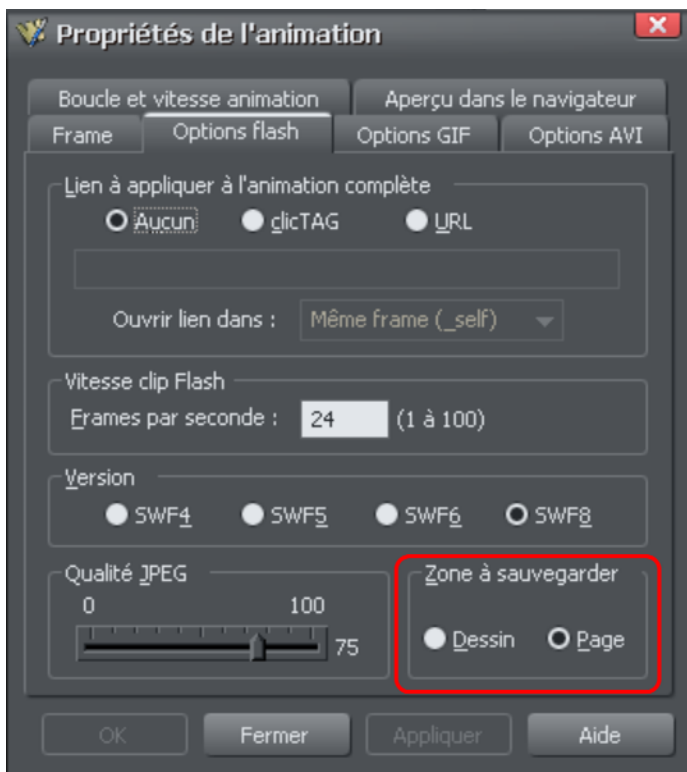 Propriétés de l'animation
Boucle et vitesse animation Aperçu dans le navigateur
Frame Options flash Options GIF Options AVI
Lien à appliquer à l'animation complète
Aucun clicTAG URL
Ouvrir lien dans : Même frame (_self)
Vitesse clip Flash
Frames par seconde : 24 (1 à 100)
Version
SWF4 SWF5 SWF6 SWF8
Qualité JPEG Zone à sauvegarder
0 100
75 Dessin Page
OK Fermer Appliquer Aide